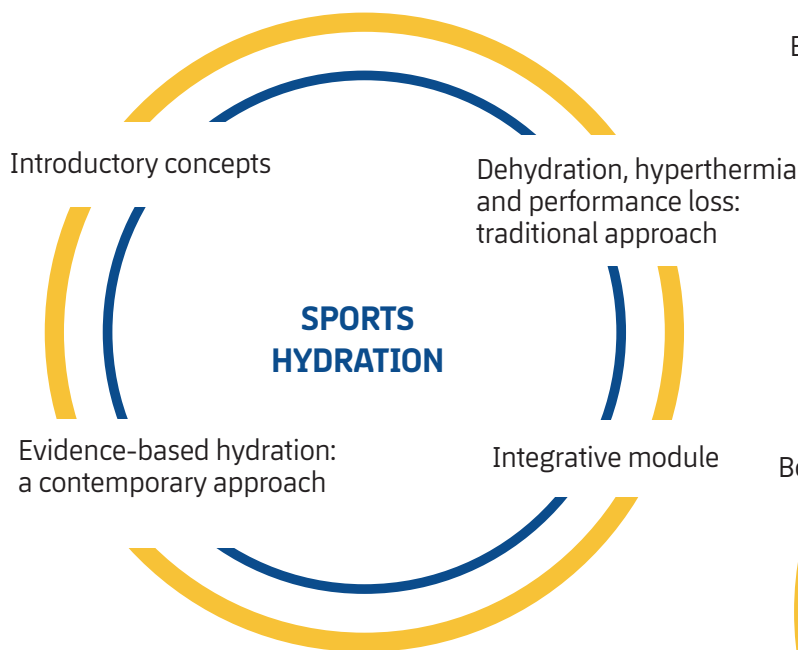 Introductory concepts
Dehydration, hyperthermia
and performance loss:
traditional approach
SPORTS
HYDRATION
Evidence-based hydration:
a contemporary approach
Integrative module